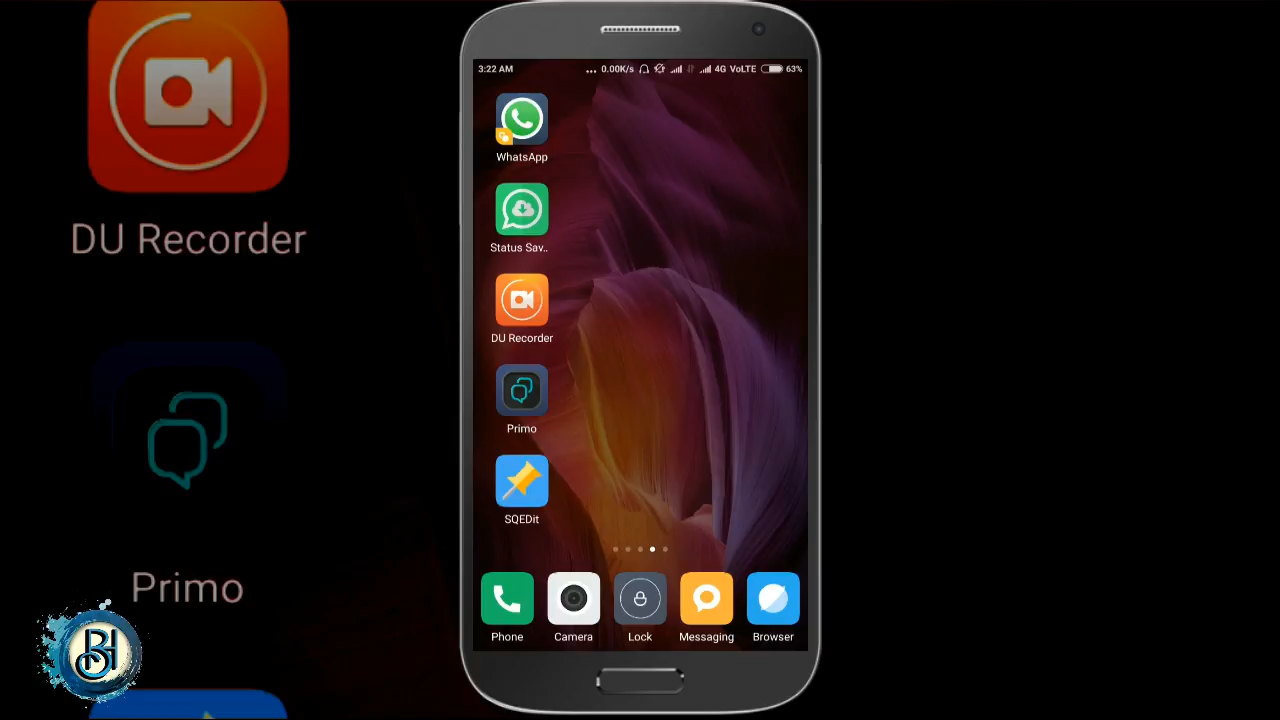 DU Recorder
Primo
3:22 AM ... 0.00K/s 4G VoLTE 63%
WhatsApp
Status Sav..
DU Recorder
Primo
SQEDit
Phone Camera Lock Messaging Browser